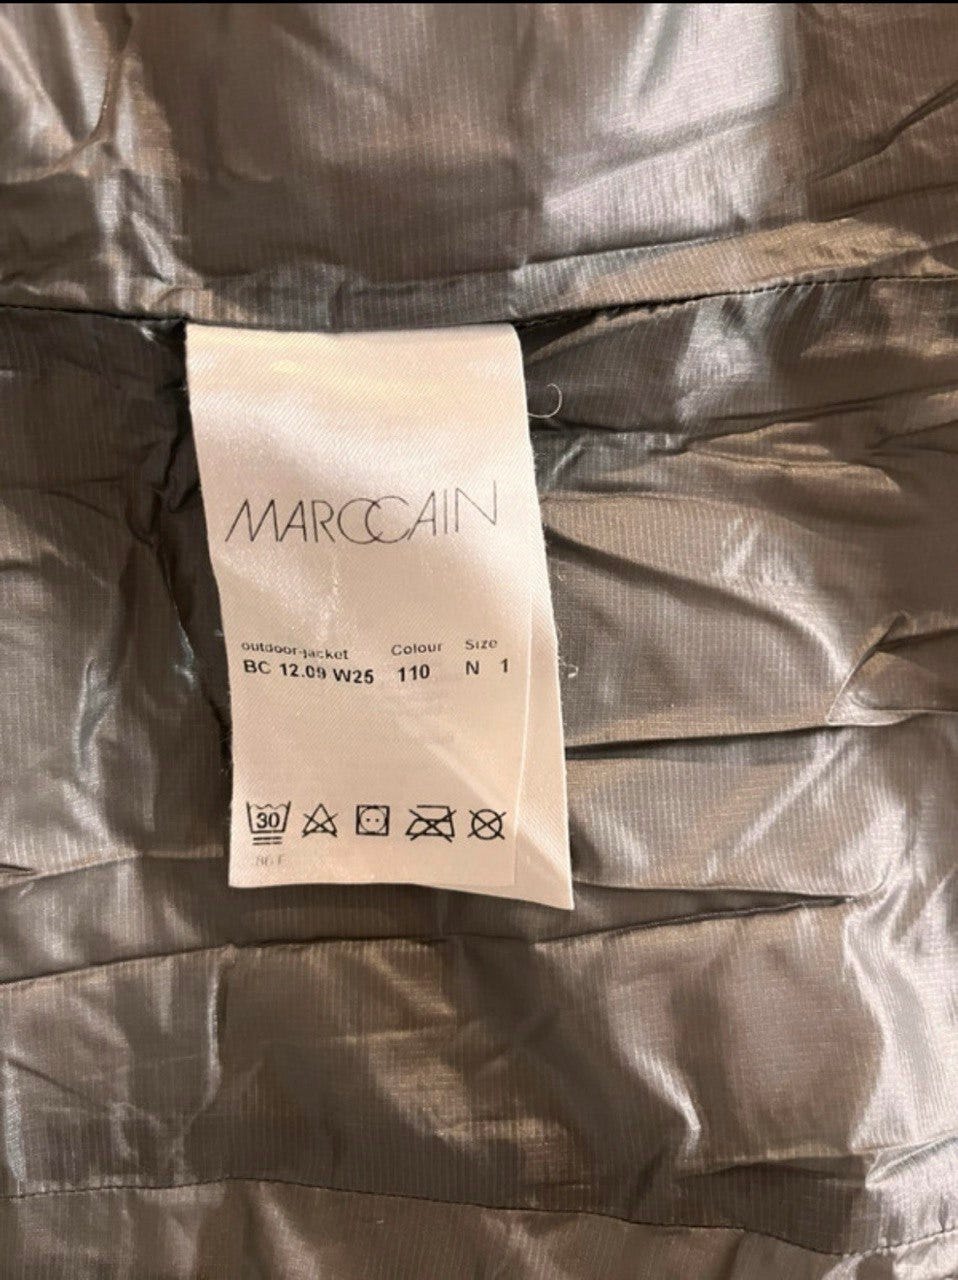 MARCCAIN
outdoor-jacket Colour Size
BC 12.09 W25 110 N 1
30
86 F